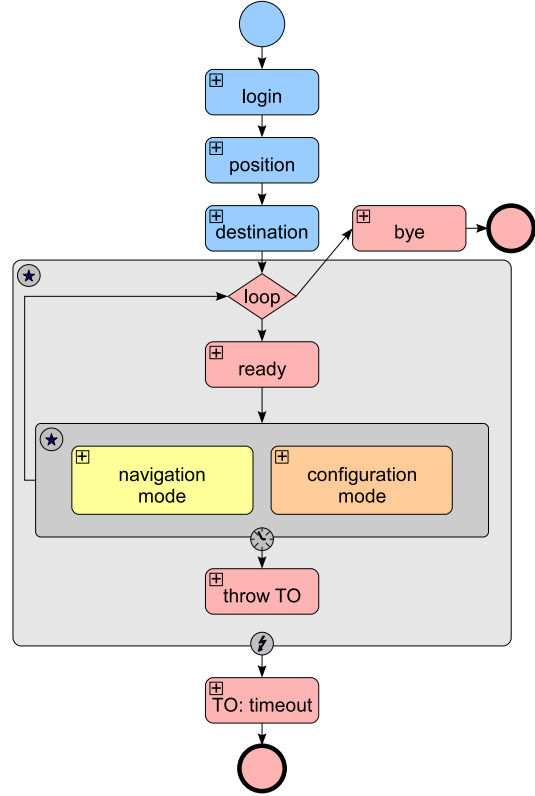 login
position
destination
bye
loop
ready
navigation
mode
configuration
mode
throw TO
TO: timeout